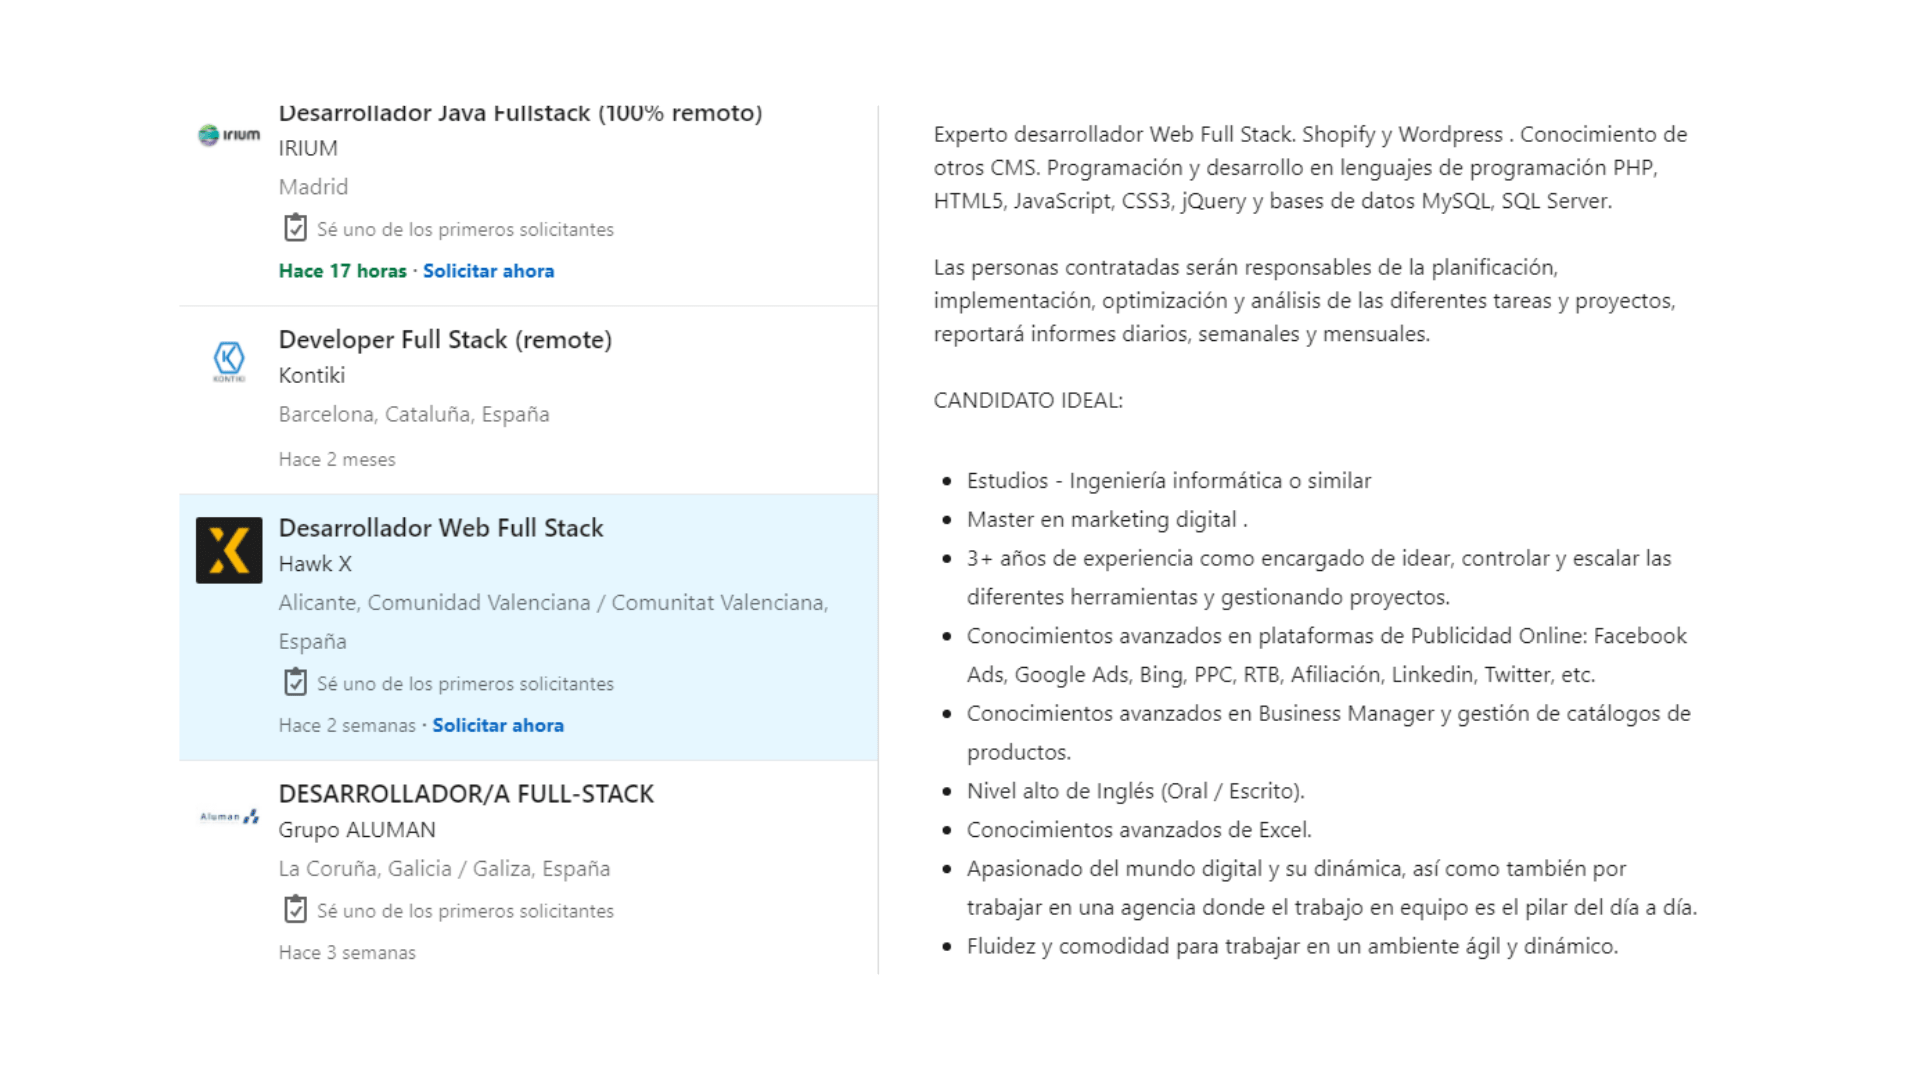 Desarrollador Java Fullstack (100% remoto)
irium
IRIUM
Madrid
Sé uno de los primeros solicitantes
Hace 17 horas · Solicitar ahora
Developer Full Stack (remote)
KONTIKI
Kontiki
Barcelona, Cataluña, España
Hace 2 meses
Desarrollador Web Full Stack
X
Hawk X
Alicante, Comunidad Valenciana / Comunitat Valenciana,
España
Sé uno de los primeros solicitantes
Hace 2 semanas · Solicitar ahora
DESARROLLADOR/A FULL-STACK
Aluman
Grupo ALUMAN
La Coruña, Galicia / Galiza, España
Sé uno de los primeros solicitantes
Hace 3 semanas
Experto desarrollador Web Full Stack. Shopify y Wordpress . Conocimiento de
otros CMS. Programación y desarrollo en lenguajes de programación PHP,
HTML5, JavaScript, CSS3, jQuery y bases de datos MySQL, SQL Server.
Las personas contratadas serán responsables de la planificación,
implementación, optimización y análisis de las diferentes tareas y proyectos,
reportará informes diarios, semanales y mensuales.
CANDIDATO IDEAL:
• Estudios - Ingeniería informática o similar
• Master en marketing digital .
• 3+ años de experiencia como encargado de idear, controlar y escalar las
diferentes herramientas y gestionando proyectos.
• Conocimientos avanzados en plataformas de Publicidad Online: Facebook
Ads, Google Ads, Bing, PPC, RTB, Afiliación, Linkedin, Twitter, etc.
• Conocimientos avanzados en Business Manager y gestión de catálogos de
productos.
• Nivel alto de Inglés (Oral / Escrito).
• Conocimientos avanzados de Excel.
• Apasionado del mundo digital y su dinámica, así como también por
trabajar en una agencia donde el trabajo en equipo es el pilar del día a día.
• Fluidez y comodidad para trabajar en un ambiente ágil y dinámico.